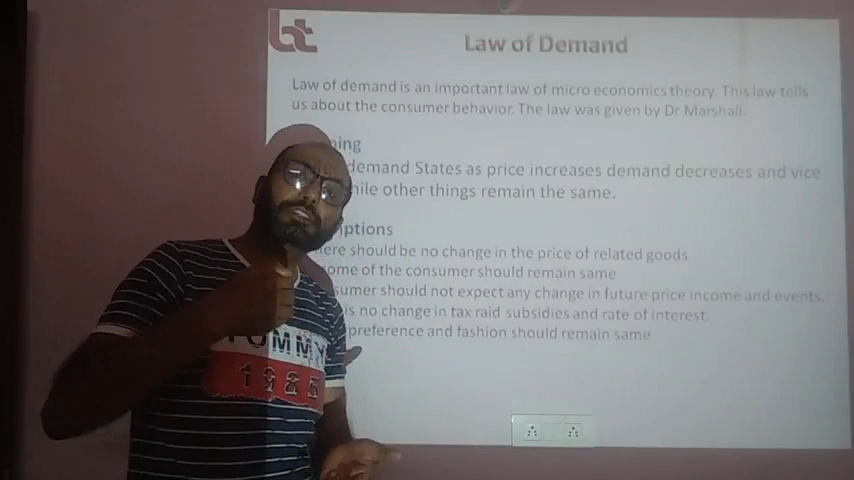 bt
Law of Demand
Law of demand is an important law of micro economics theory. This law tells
us about the consumer behavior. The law was given by Dr Marshall.
ning
demand States as price increases demand decreases and vice
hile other things remain the same.
iptions
here should be no change in the price of related goods
ome of the consumer should remain same
sumer should not expect any change in future price income and events.
is no change in tax raid subsidies and rate of interest.
preference and fashion should remain same
TOMMY
1985